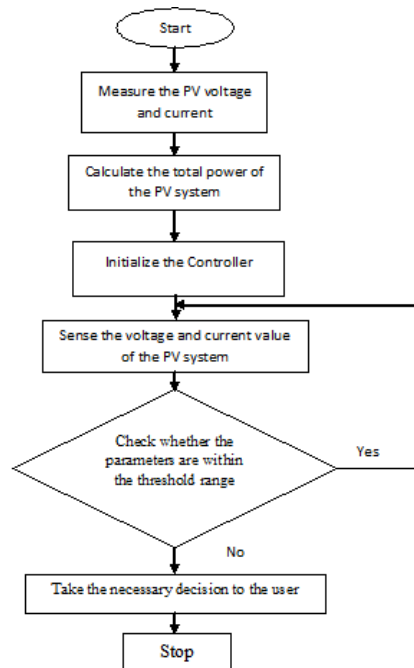 Start
Measure the PV voltage
and current
Calculate the total power of
the PV system
Initialize the Controller
Sense the voltage and current value
of the PV system
Check whether the
parameters are within
the threshold range
Yes
No
Take the necessary decision to the user
Stop